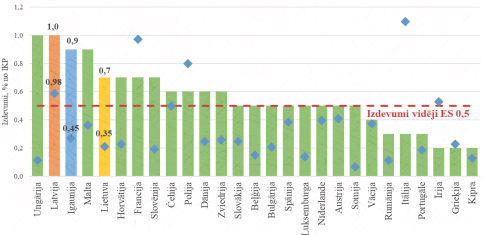 Izdevumi, % no IKP
1,2
1,0
0,8
0,6
0,4
0,2
0,0
1,0
0,98
0,9
0,45
0,7
0,35
Izdevumi vidēji ES 0,5
Ungārija
Latvija
Igaunija
Malta
Lietuva
Horvātija
Francija
Slovēnija
Čehija
Polija
Dānija
Zviedrija
Slovākija
Beļģija
Bulgārija
Spānija
Luksemburga
Nīderlande
Austrija
Somija
Vācija
Rumānija
Itālija
Portugāle
Īrija
Grieķija
Kipra